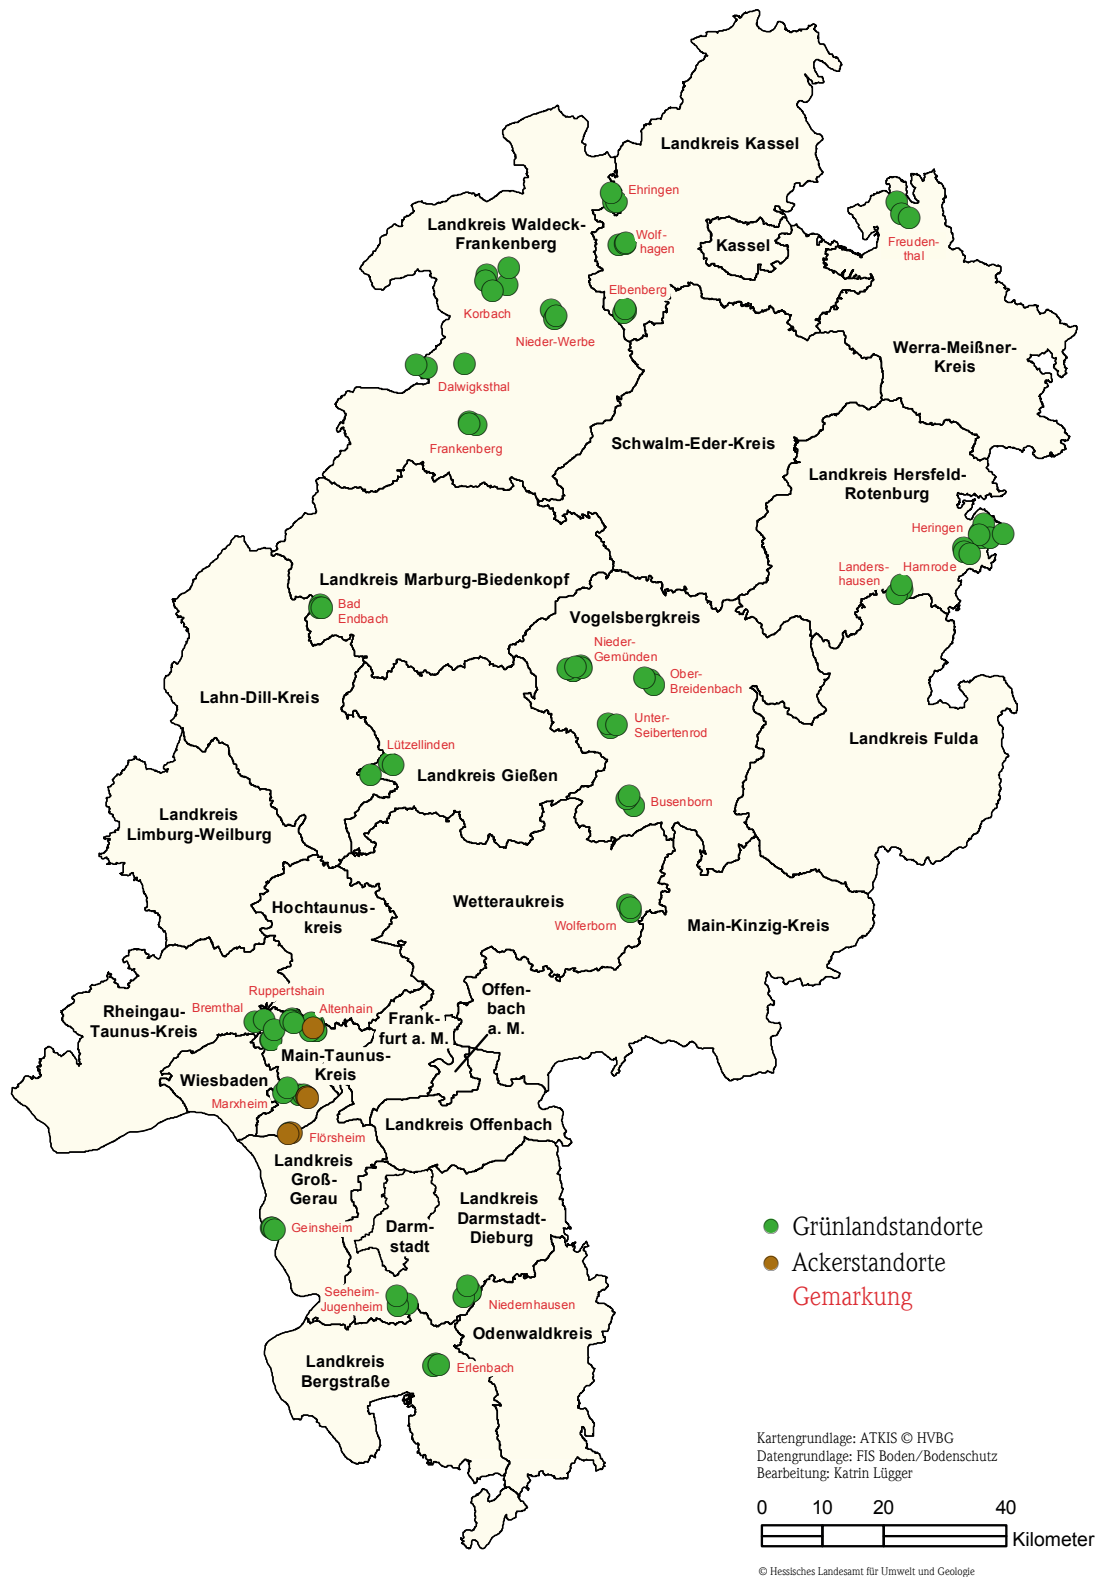 Landkreis Kassel
Ehringen
Landkreis Waldeck-
Frankenberg
Wolf-
hagen
Kassel
Freuden-
thal
Elbenberg
Korbach
Nieder-Werbe
Werra-Meißner-
Kreis
Dalwigksthal
Frankenberg
Schwalm-Eder-Kreis
Landkreis Hersfeld-
Rotenburg
Heringen
Landers-
hausen
Hamrode
Landkreis Marburg-Biedenkopf
Bad
Endbach
Vogelsbergkreis
Nieder-
Gemünden
Ober-
Breidenbach
Lahn-Dill-Kreis
Unter-
Seibertenrod
Landkreis Fulda
Lützellinden
Landkreis Gießen
Busenborn
Landkreis
Limburg-Weilburg
Hochtaunus-
kreis
Wetteraukreis
Wolferborn
Main-Kinzig-Kreis
Ruppertshain
Bremthal
Altenhain
Rheingau-
Taunus-Kreis
Offen-
bach
a. M.
Frank-
furt a. M.
Main-Taunus-
Kreis
Wiesbaden
Marxheim
Landkreis Offenbach
Flörsheim
Landkreis
Groß-
Gerau
Landkreis
Darmstadt-
Dieburg
Darm-
stadt
Geinsheim
Seeheim-
Jugenheim
Niedernhausen
Odenwaldkreis
Landkreis
Bergstraße
Erlenbach
Grünlandstandorte
Ackerstandorte
Gemarkung
Kartengrundlage: ATKIS © HVBG
Datengrundlage: FIS Boden/Bodenschutz
Bearbeitung: Katrin Lügger
0 10 20 40
Kilometer
© Hessisches Landesamt für Umwelt und Geologie